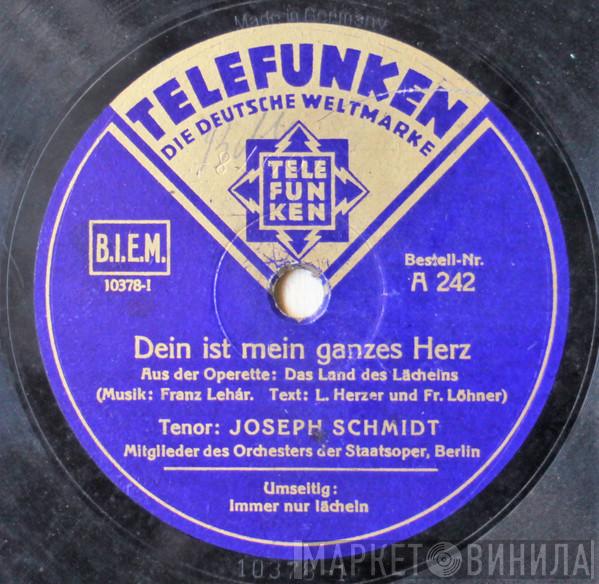 Made in Germany
TELEFUNKEN
DIE DEUTSCHE WELTMARKE
TELE
FUN
KEN
B.I.E.M.
10378-I
Bestell-Nr.
A 242
Dein ist mein ganzes Herz
Aus der Operette: Das Land des Lächelns
(Musik: Franz Lehár. Text: L. Herzer und Fr. Löhner)
Tenor: JOSEPH SCHMIDT
Mitglieder des Orchesters der Staatsoper, Berlin
Umseitig:
Immer nur lächeln
10378
МАРКЕТ ВИНИЛА